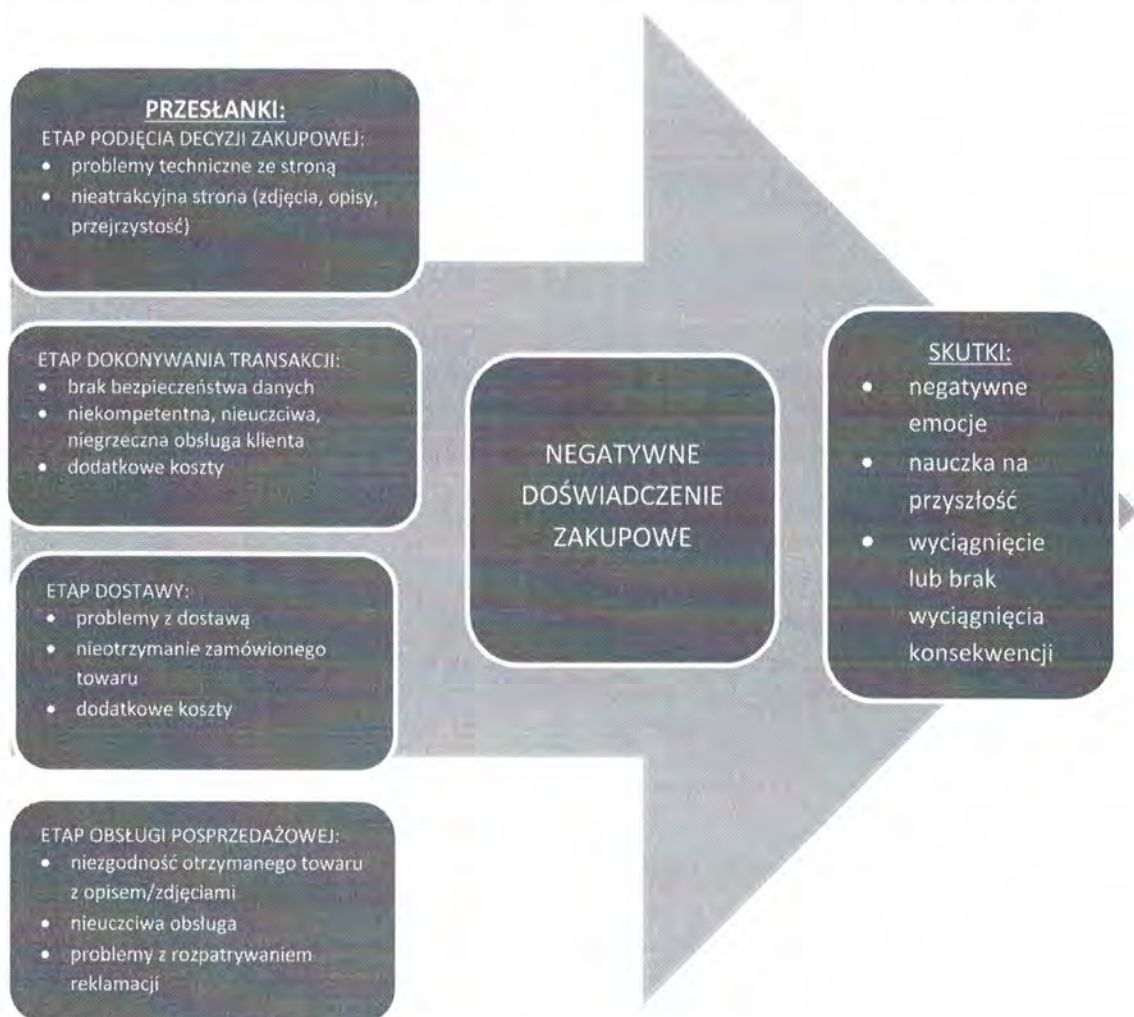 PRZESŁANKI:
ETAP PODJĘCIA DECYZJI ZAKUPOWEJ:
• problemy techniczne ze stroną
• nieatrakcyjna strona (zdjęcia, opisy,
przejrzystość)
ETAP DOKONYWANIA TRANSAKCJI:
• brak bezpieczeństwa danych
• niekompetentna, nieuczciwa,
niegrzeczna obsługa klienta
• dodatkowe koszty
ETAP DOSTAWY:
• problemy z dostawą
• nieotrzymanie zamówionego
towaru
• dodatkowe koszty
ETAP OBSŁUGI POSPRZEDAŻOWEJ:
• niezgodność otrzymanego towaru
z opisem/zdjęciami
• nieuczciwa obsługa
• problemy z rozpatrywaniem
reklamacji
NEGATYWNE
DOŚWIADCZENIE
ZAKUPOWE
SKUTKI:
• negatywne
emocje
• nauczka na
przyszłość
• wyciągnięcie
lub brak
wyciągnięcia
konsekwencji